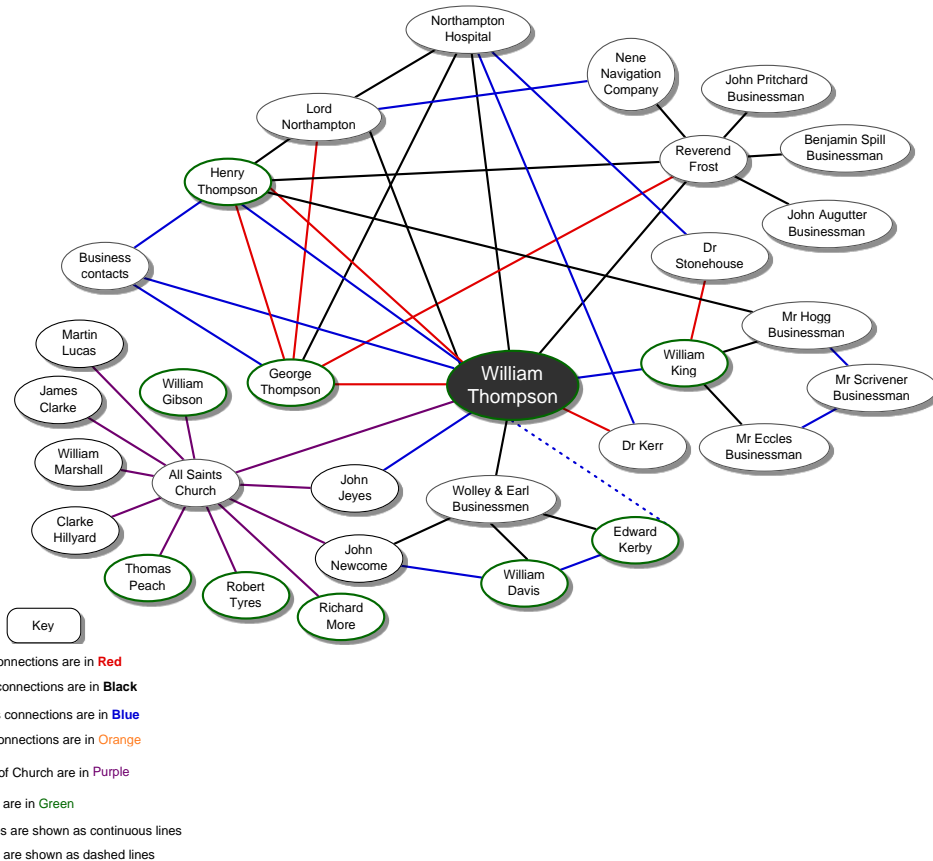 Northampton
Hospital
Nene
Navigation
Company
John Pritchard
Businessman
Lord
Northampton
Benjamin Spill
Businessman
Reverend
Frost
Henry
Thompson
John Augutter
Businessman
Dr
Stonehouse
Business
contacts
Mr Hogg
Businessman
Martin
Lucas
William
King
George
Thompson
William
Thompson
William
Gibson
James
Clarke
Mr Scrivener
Businessman
Mr Eccles
Businessman
Dr Kerr
William
Marshall
All Saints
Church
John
Jeyes
Wolley & Earl
Businessmen
Clarke
Hillyard
Edward
Kerby
John
Newcome
Thomas
Peach
William
Davis
Robert
Tyres
Richard
More
Key
onnections are in Red
connections are in Black
s connections are in Blue
onnections are in Orange
of Church are in Purple
are in Green
s are shown as continuous lines
are shown as dashed lines